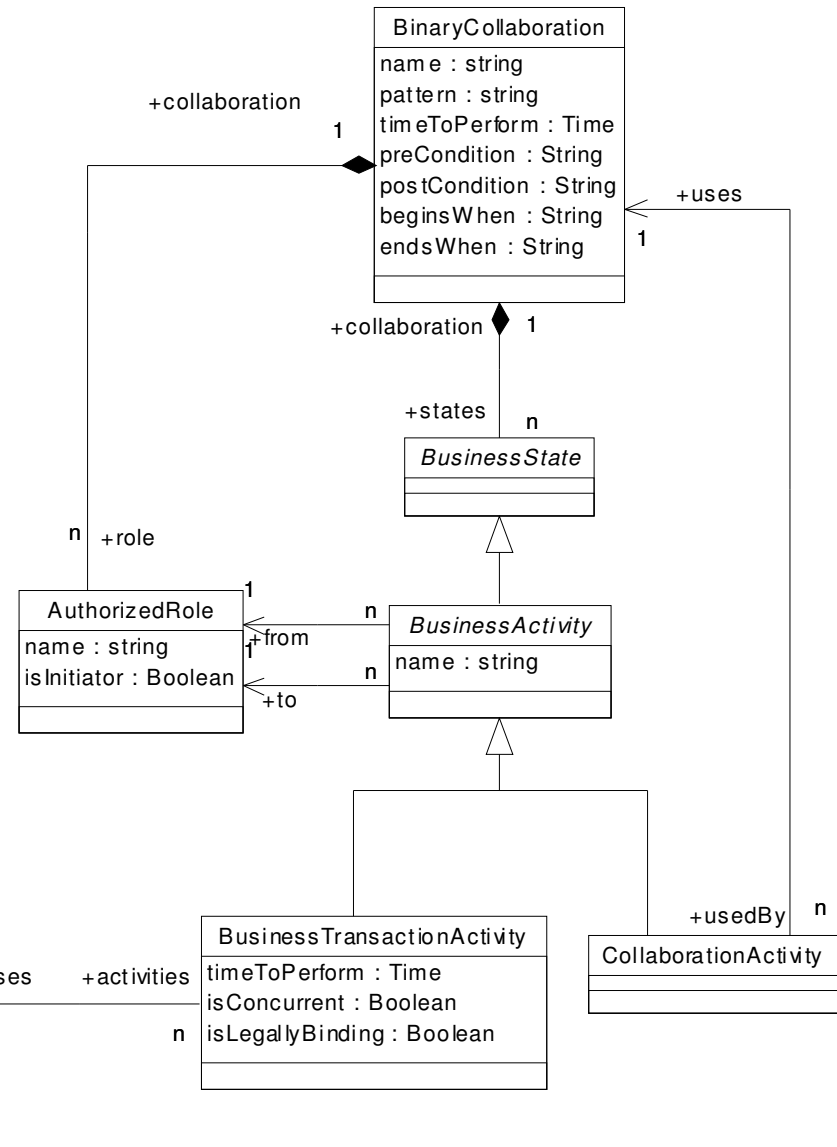 BinaryCollaboration
name : string
pattern : string
timeToPerform : Time
preCondition : String
postCondition : String
beginsWhen : String
endsWhen : String
+collaboration
1
+uses
1
+collaboration
1
+states
n
BusinessState
n
+role
AuthorizedRole
name : string
isInitiator : Boolean
1
+from
n
1
+to
n
BusinessActivity
name : string
+usedBy
n
CollaborationActivity
BusinessTransactionActivity
timeToPerform : Time
isConcurrent : Boolean
isLegallyBinding : Boolean
ses
+activities
n